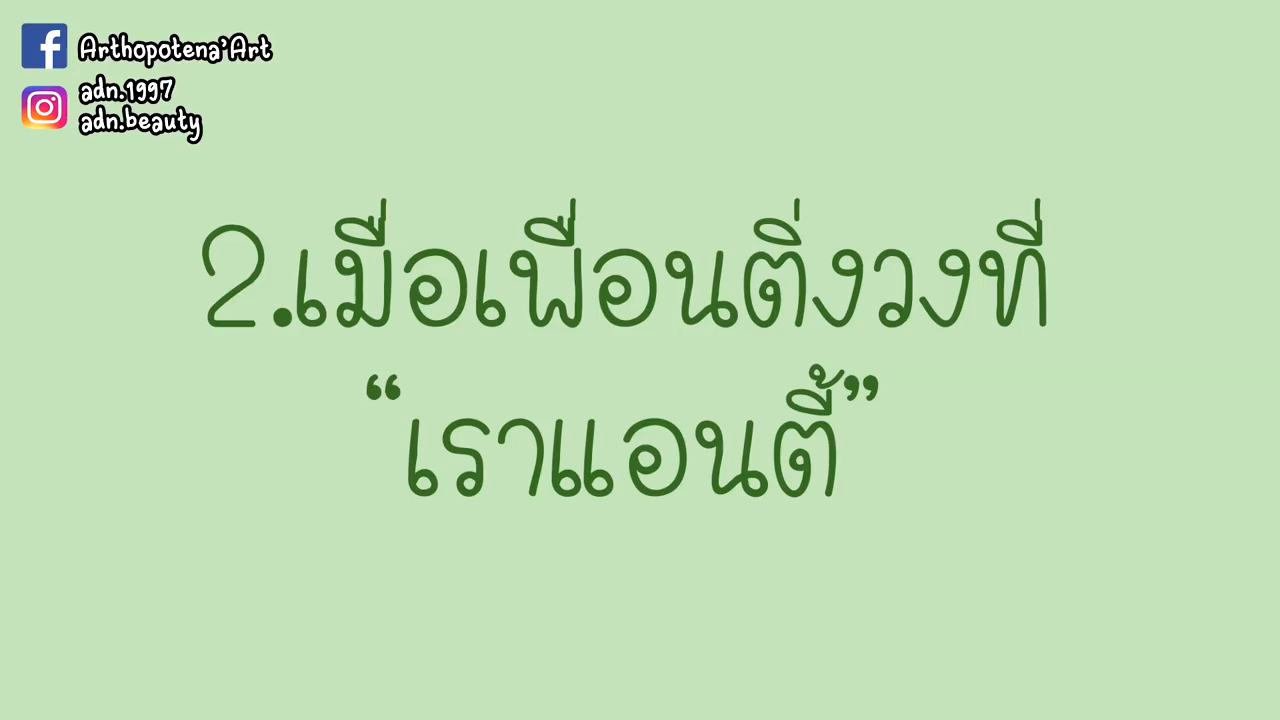 Arthopotena'Art
adn.1997
adn.beauty
2.เมื่อเพื่อนติ่งวงที่
“เราแอนตี้”